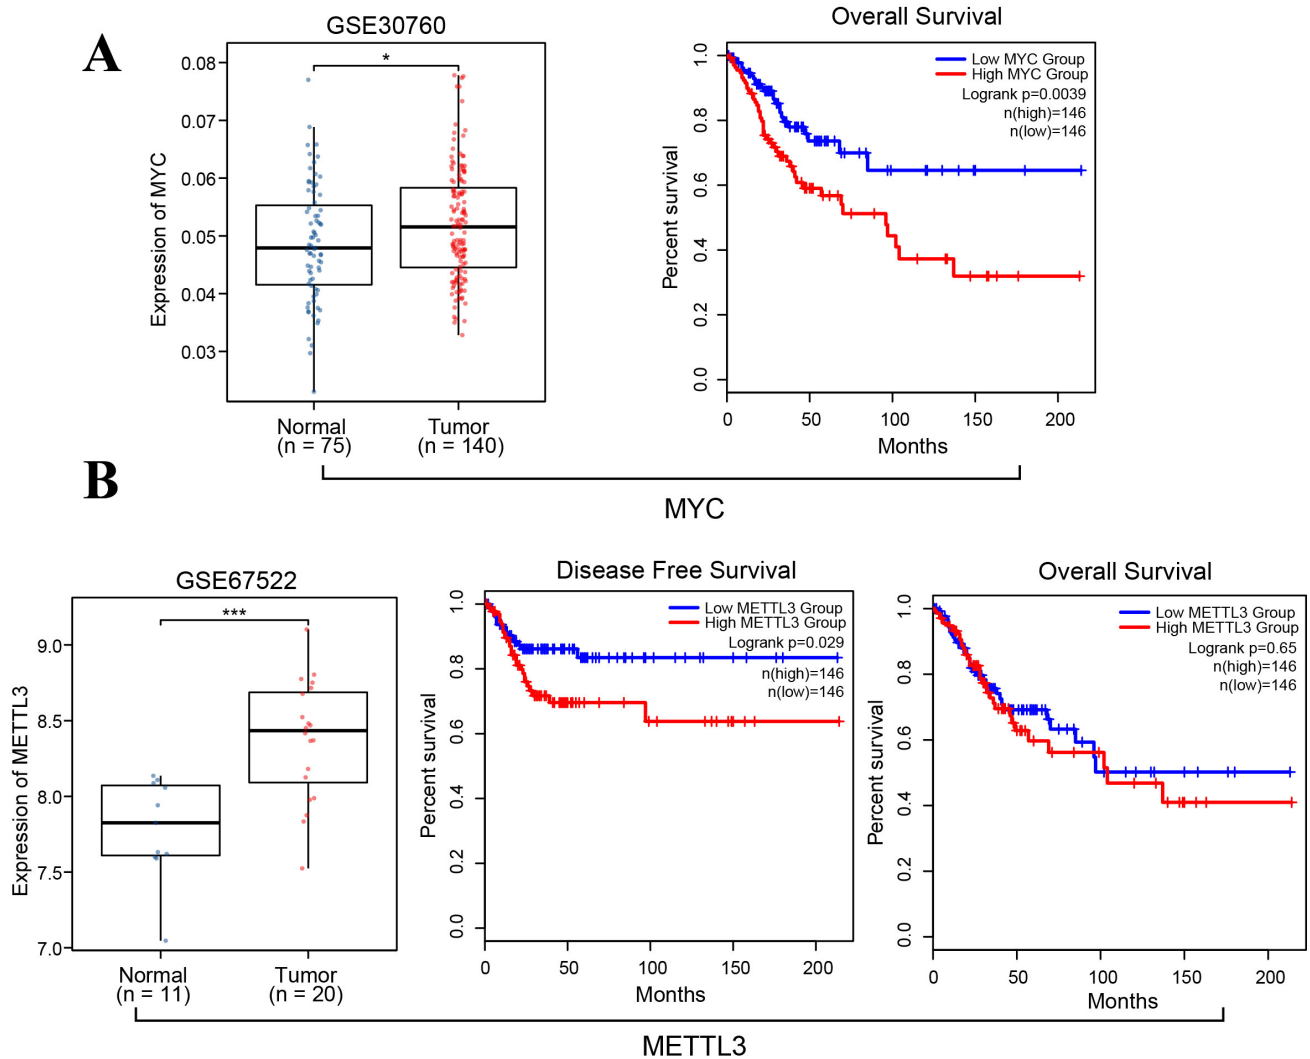 A
GSE30760
*
Expression of MYC
0.08
0.07
0.06
0.05
0.04
0.03
Normal
(n = 75)
Tumor
(n = 140)
Overall Survival
Low MYC Group
High MYC Group
Logrank p=0.0039
n(high)=146
n(low)=146
Percent survival
1.0
0.8
0.6
0.4
0.2
0.0
0 50 100 150 200
Months
MYC
B
GSE67522
***
Expression of METTL3
9.0
8.5
8.0
7.5
7.0
Normal
(n = 11)
Tumor
(n = 20)
Disease Free Survival
Low METTL3 Group
High METTL3 Group
Logrank p=0.029
n(high)=146
n(low)=146
Percent survival
1.0
0.8
0.6
0.4
0.2
0.0
0 50 100 150 200
Months
Overall Survival
Low METTL3 Group
High METTL3 Group
Logrank p=0.65
n(high)=146
n(low)=146
Percent survival
1.0
0.8
0.6
0.4
0.2
0.0
0 50 100 150 200
Months
METTL3